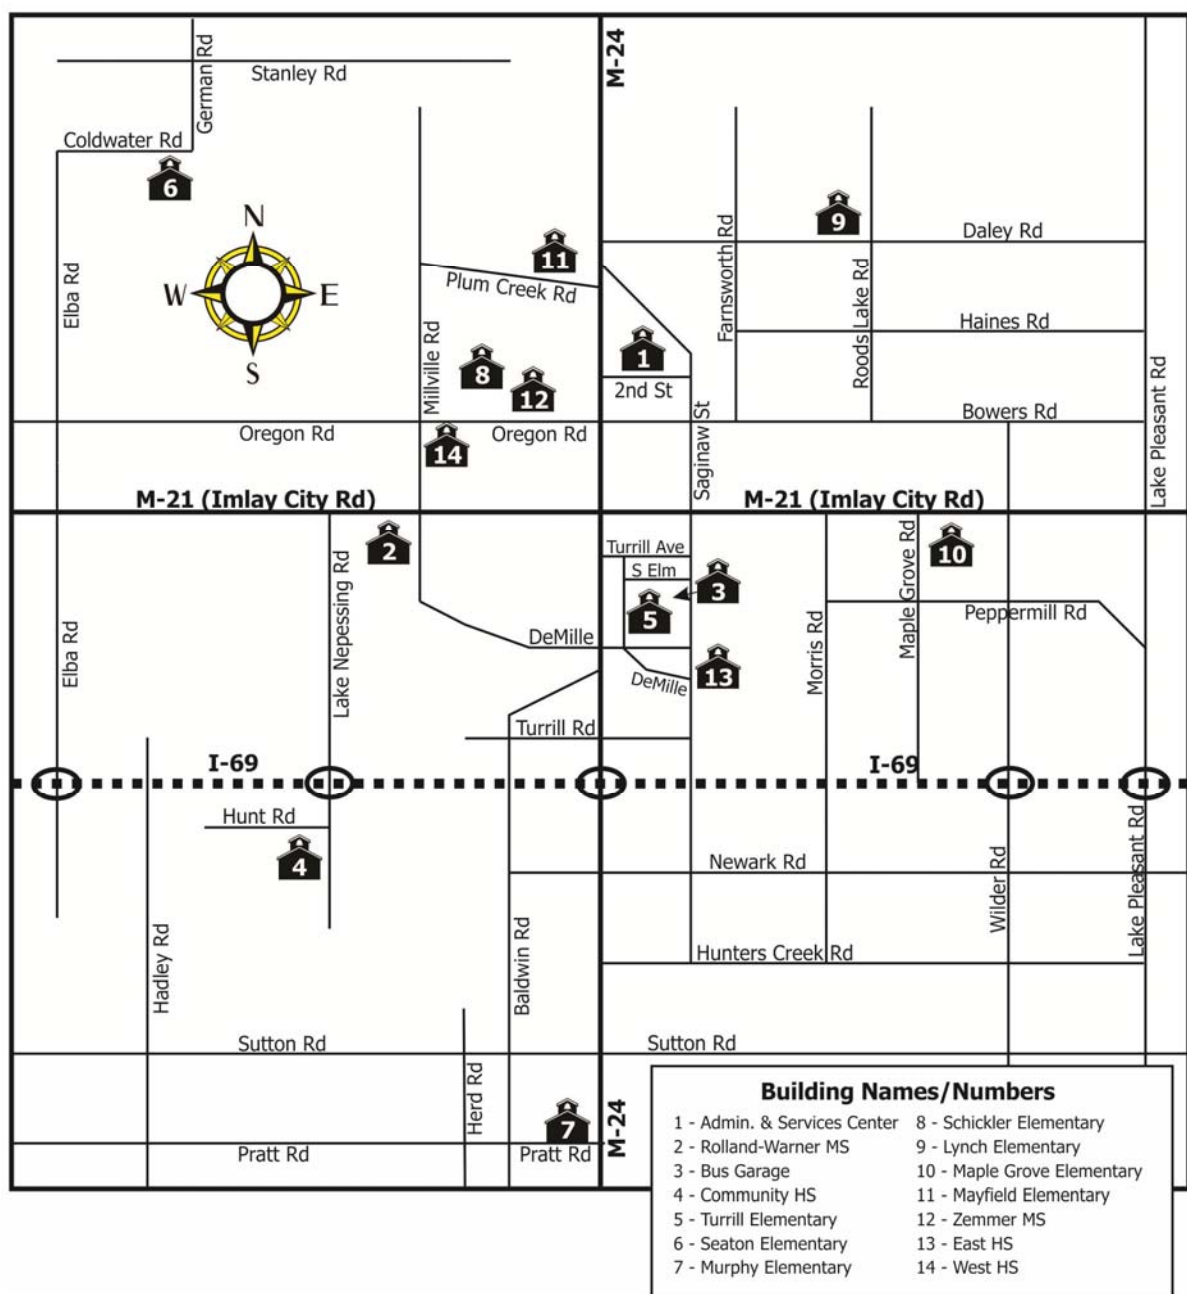 M-24
German Rd
Stanley Rd
Coldwater Rd
6
N
W
E
S
Elba Rd
11
Plum Creek Rd
Millville Rd
8
12
14
Oregon Rd
Oregon Rd
9
Daley Rd
Farnsworth Rd
Roods Lake Rd
Haines Rd
1
2nd St
Saginaw St
Bowers Rd
Lake Pleasant Rd
M-21 (Imlay City Rd)
M-21 (Imlay City Rd)
2
Lake Nepessing Rd
Elba Rd
Turrill Ave
S Elm
3
5
DeMille
DeMille
13
Turrill Rd
Morris Rd
Maple Grove Rd
10
Peppermill Rd
I-69
I-69
Hunt Rd
4
Hadley Rd
Baldwin Rd
Newark Rd
Wilder Rd
Lake Pleasant Rd
Hunters Creek Rd
Sutton Rd
Sutton Rd
Herd Rd
7
M-24
Pratt Rd
Pratt Rd
Building Names/Numbers
1 - Admin. & Services Center
2 - Rolland-Warner MS
3 - Bus Garage
4 - Community HS
5 - Turrill Elementary
6 - Seaton Elementary
7 - Murphy Elementary
8 - Schickler Elementary
9 - Lynch Elementary
10 - Maple Grove Elementary
11 - Mayfield Elementary
12 - Zemmer MS
13 - East HS
14 - West HS